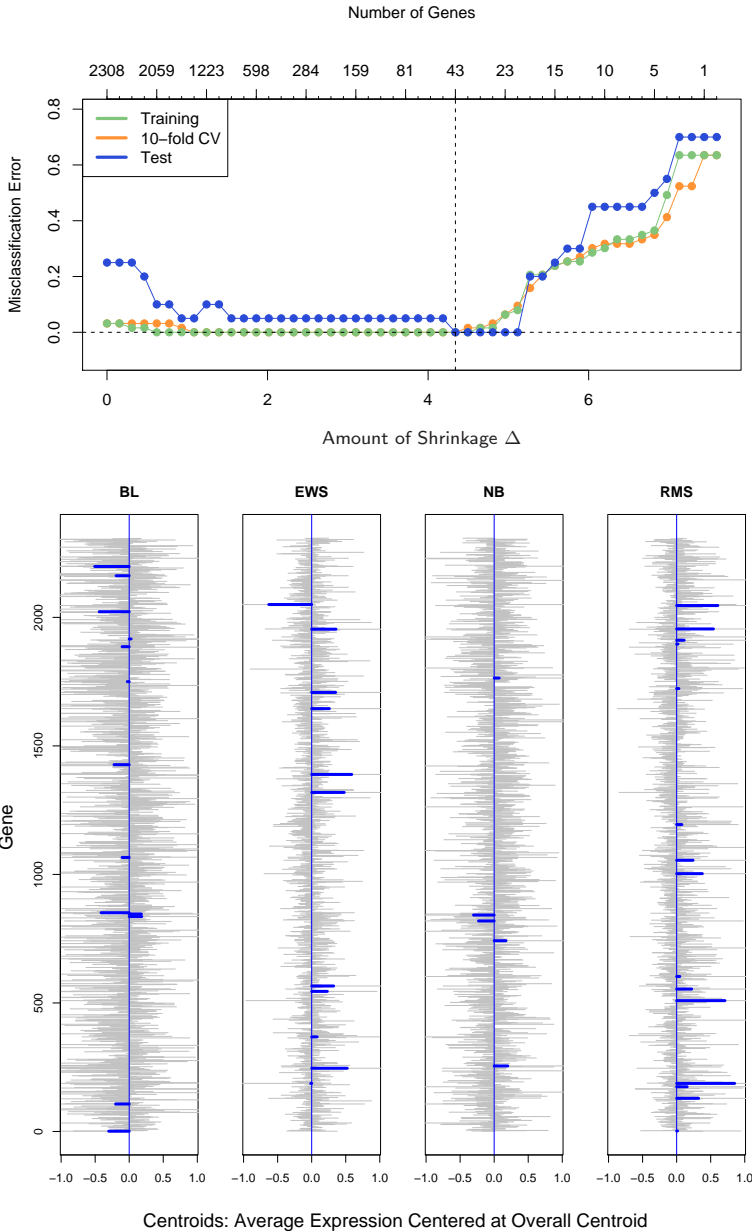 Number of Genes
2308 2059 1223 598 284 159 81 43 23 15 10 5 1
Misclassification Error
0.8
0.6
0.4
0.2
0.0
Training
10−fold CV
Test
0 2 4 6
Amount of Shrinkage Δ
BL EWS NB RMS
Gene
2000
1500
1000
500
0
−1.0 −0.5 0.0 0.5 1.0 −1.0 −0.5 0.0 0.5 1.0 −1.0 −0.5 0.0 0.5 1.0 −1.0 −0.5 0.0 0.5 1.0
Centroids: Average Expression Centered at Overall Centroid